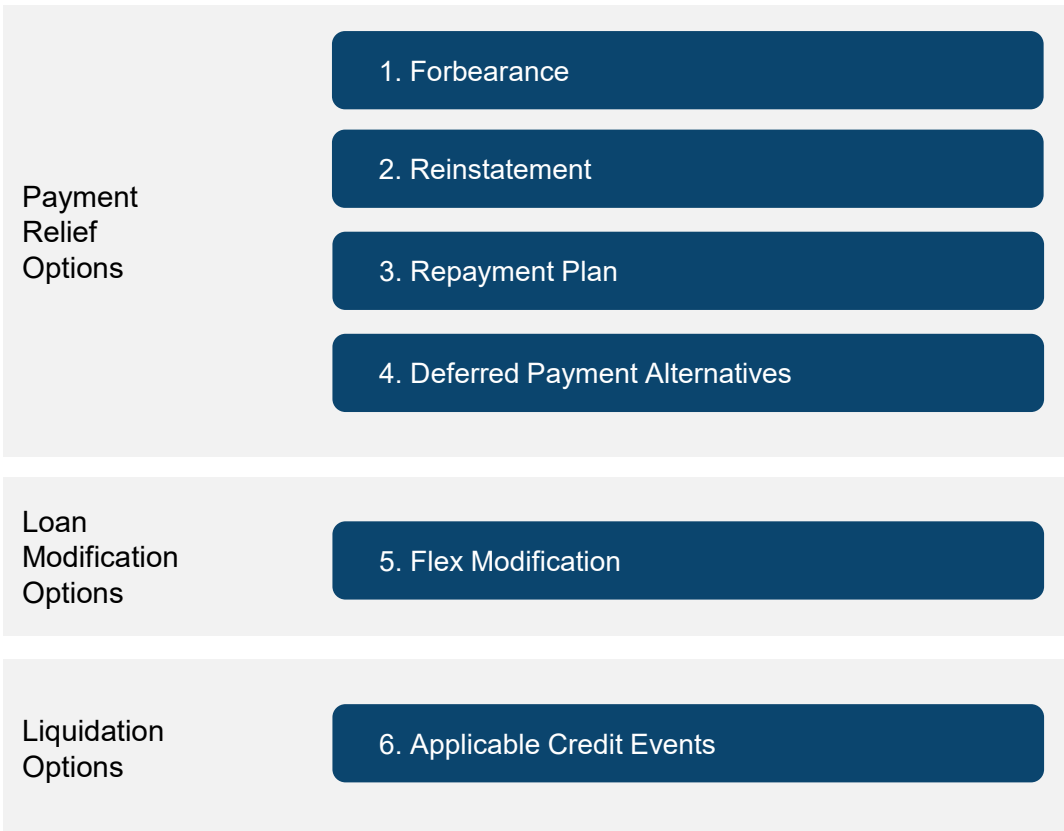 Payment
Relief
Options
1. Forbearance
2. Reinstatement
3. Repayment Plan
4. Deferred Payment Alternatives
Loan
Modification
Options
5. Flex Modification
Liquidation
Options
6. Applicable Credit Events